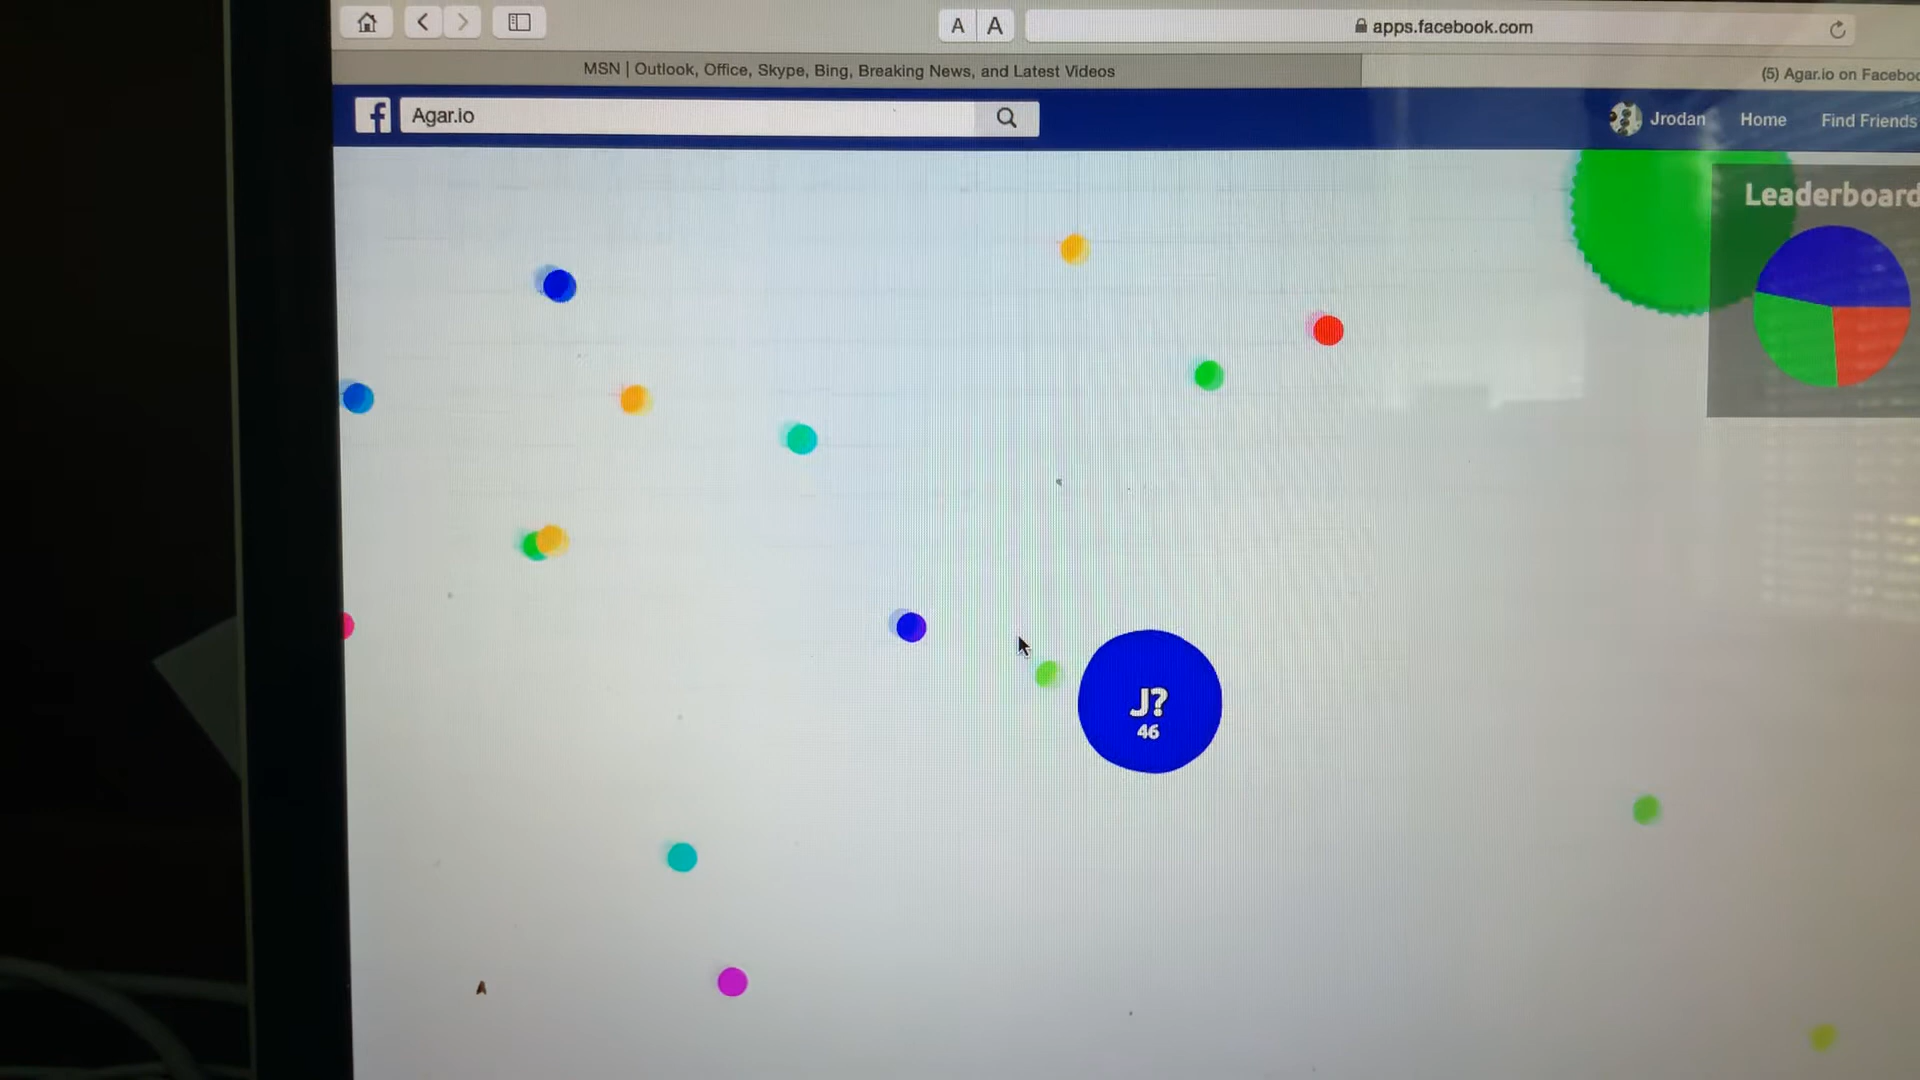 A A
apps.facebook.com
MSN | Outlook, Office, Skype, Bing, Breaking News, and Latest Videos
(5) Agar.io on Faceboo
f
Agar.io
Jrodan
Home
Find Friends
Leaderboard
J?
46